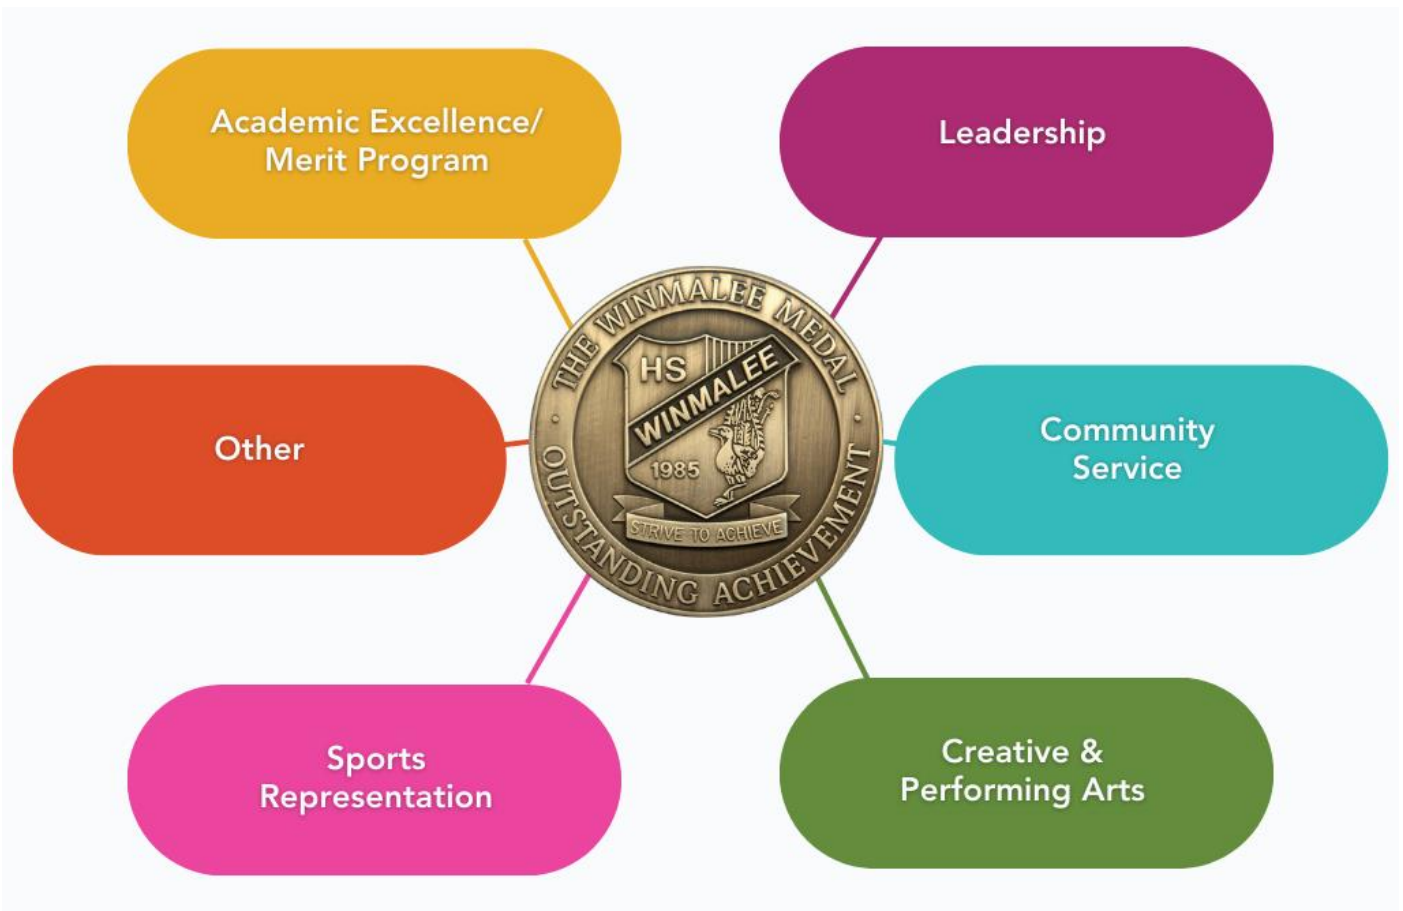 Academic Excellence/
Merit Program
Leadership
THE WINMALEE MEDAL
HS
WINMALEE
1985
STRIVE TO ACHIEVE
OUTSTANDING ACHIEVEMENT
Other
Community
Service
Sports
Representation
Creative &
Performing Arts